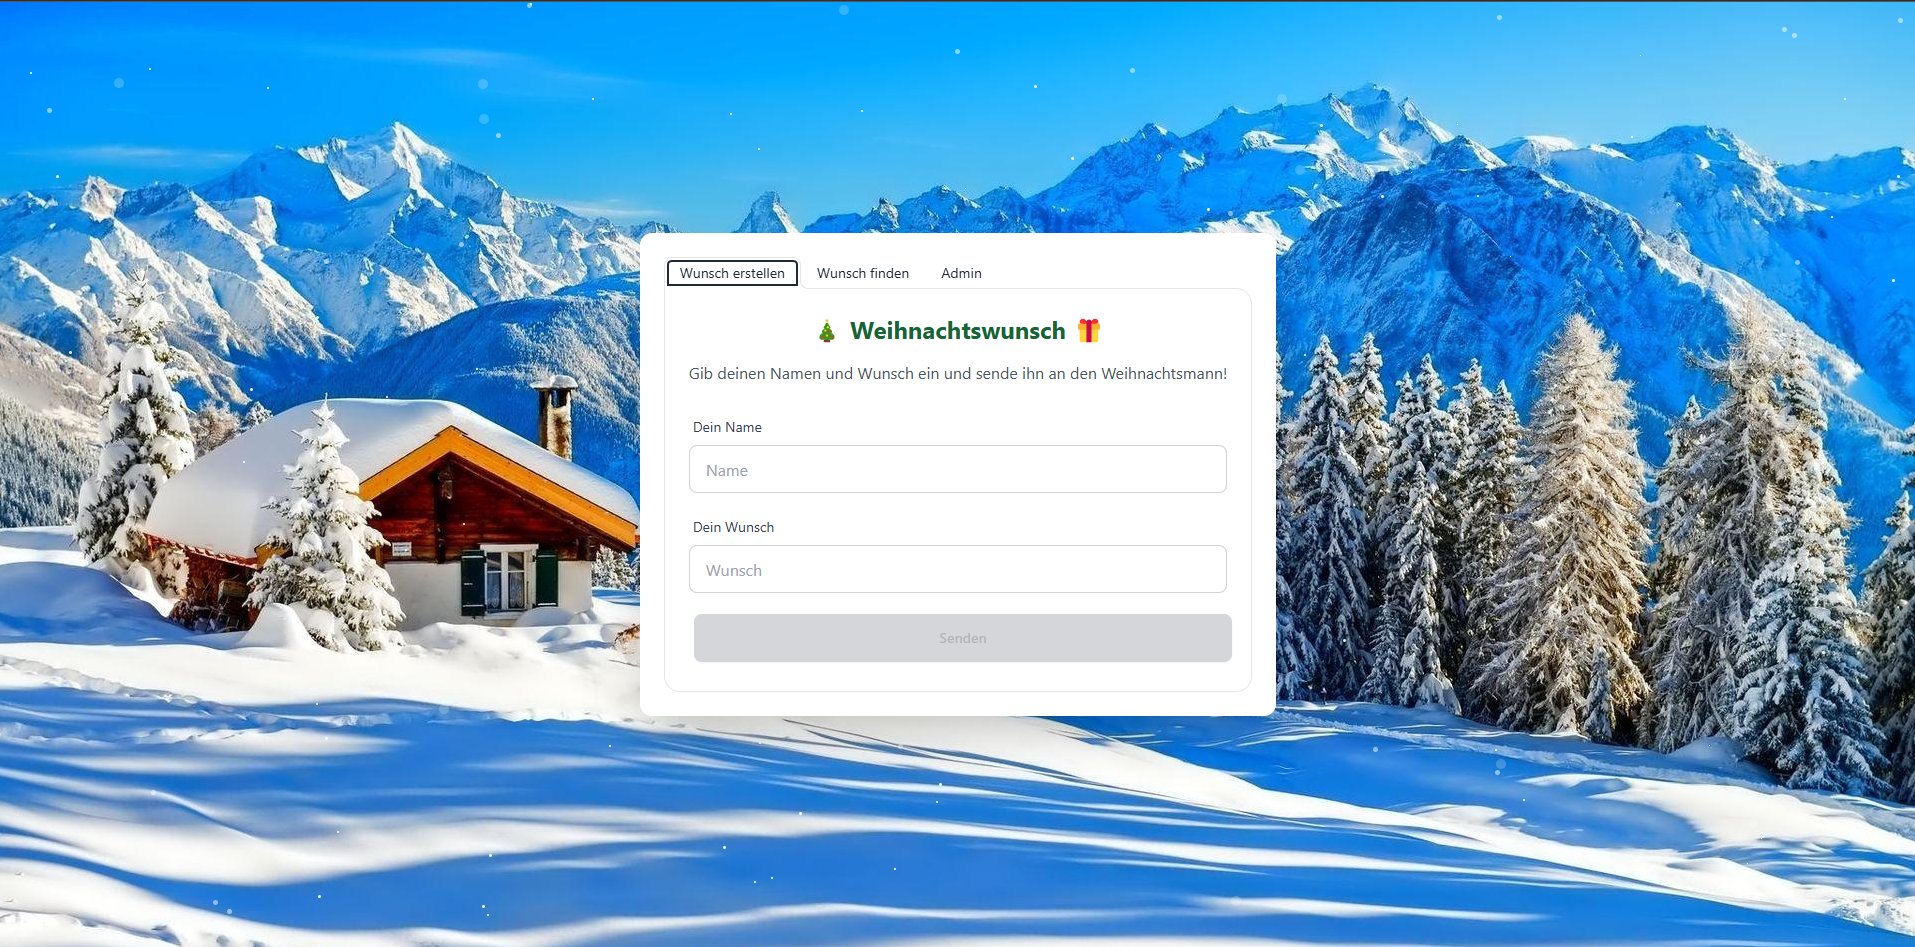 Wunsch erstellen Wunsch finden Admin
🎄 Weihnachtswunsch 🎁
Gib deinen Namen und Wunsch ein und sende ihn an den Weihnachtsmann!
Dein Name
Name
Dein Wunsch
Wunsch
Senden